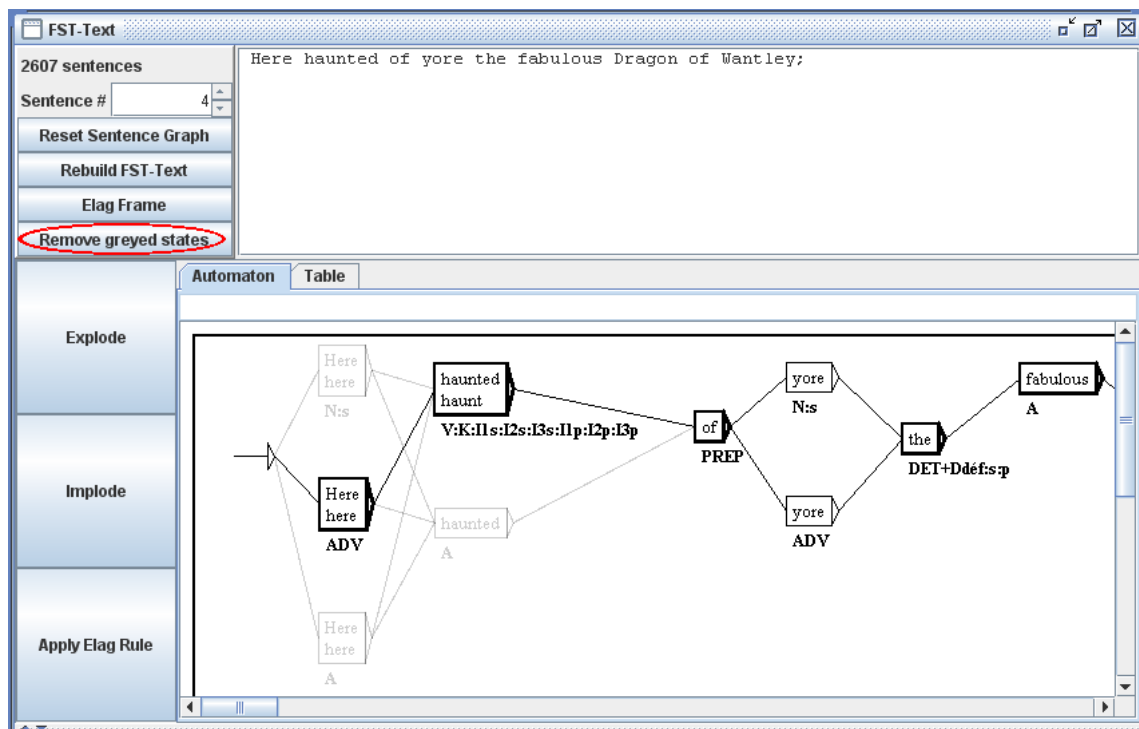 FST-Text
2607 sentences
Sentence # 4
Reset Sentence Graph
Rebuild FST-Text
Elag Frame
Remove greyed states
Here haunted of yore the fabulous Dragon of Wantley;
Automaton Table
Explode
Implode
Apply Elag Rule
Here
here
N:s
Here
here
ADV
Here
here
A
haunted
haunt
V:K:I1s:I2s:I3s:I1p:I2p:I3p
haunted
A
of
PREP
yore
N:s
yore
ADV
the
DET+Ddéf:s:p
fabulous
A